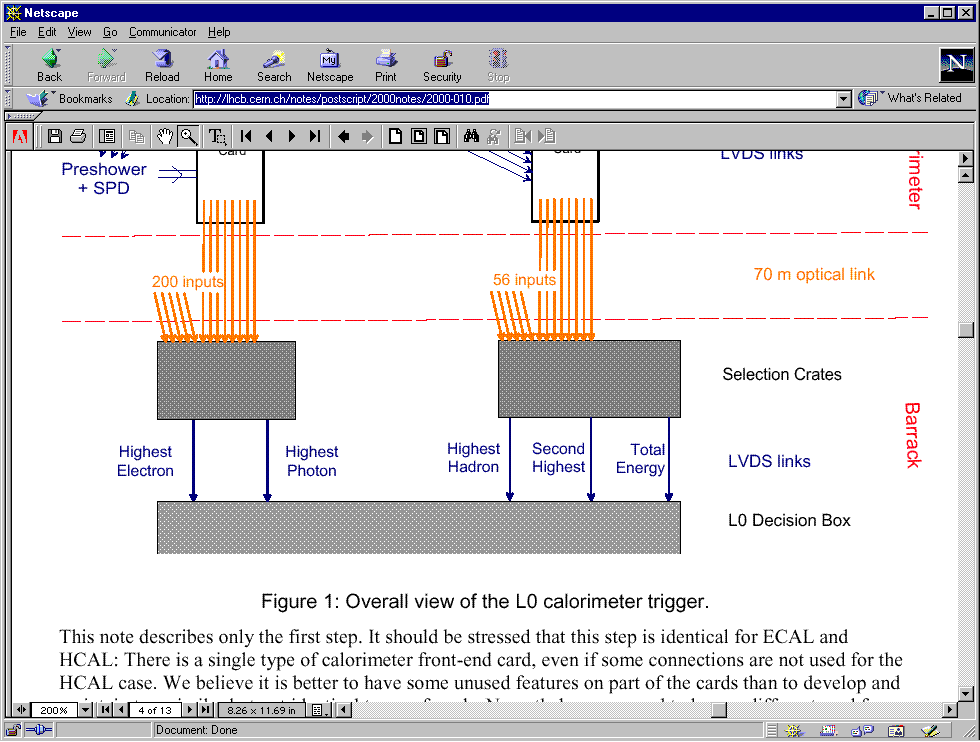 Netscape
File Edit View Go Communicator Help
My
N
Back Forward Reload Home Search Netscape Print Security Stop
Bookmarks Location: http://lhcb.cern.ch/notes/postscript/2000notes/2000-010.pdf What's Related
Card
Card
LVDS links
Preshower
+ SPD
rimeter
200 inputs
56 inputs
70 m optical link
Selection Crates
Barrack
Highest
Electron
Highest
Photon
Highest
Hadron
Second
Highest
Total
Energy
LVDS links
L0 Decision Box
Figure 1: Overall view of the L0 calorimeter trigger.
This note describes only the first step. It should be stressed that this step is identical for ECAL and
HCAL: There is a single type of calorimeter front-end card, even if some connections are not used for the
HCAL case. We believe it is better to have some unused features on part of the cards than to develop and
200% 4 of 13 8.26 x 11.69 in
Document: Done